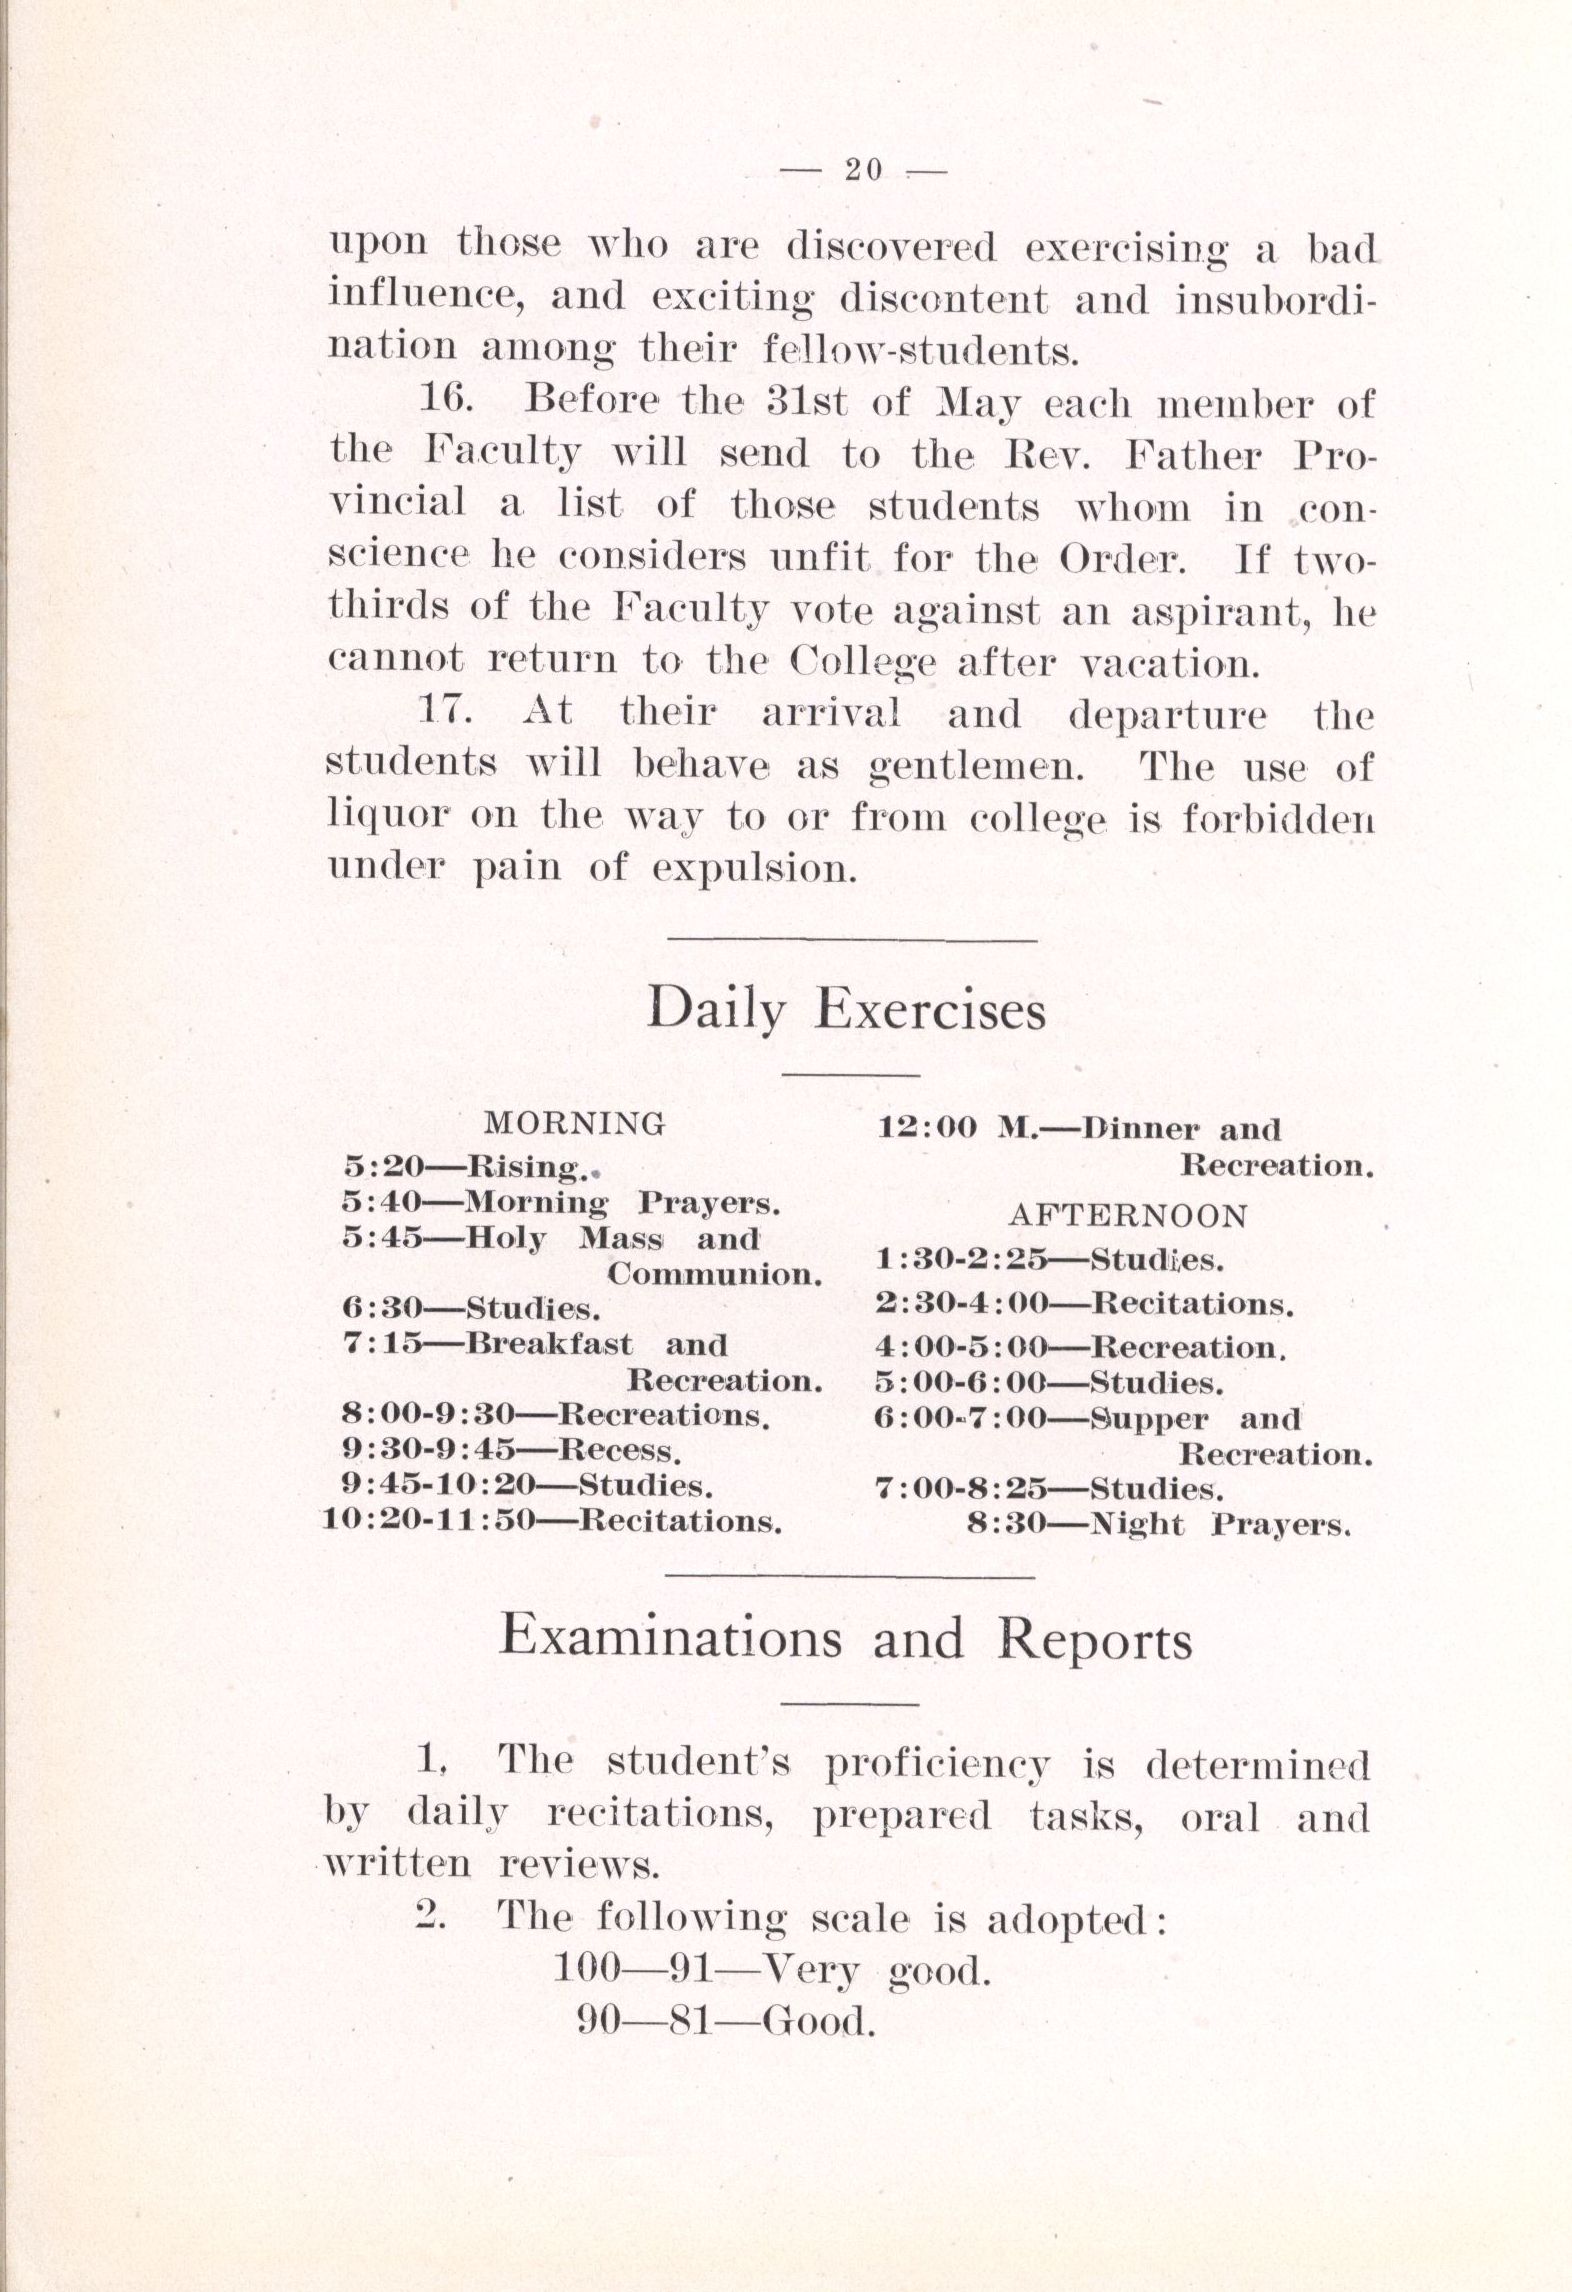 — 20 —
upon those who are discovered exercising a bad
influence, and exciting discontent and insubordi-
nation among their fellow-students.
16. Before the 31st of May each member of
the Faculty will send to the Rev. Father Pro-
vincial a list of those students whom in con-
science he considers unfit for the Order. If two-
thirds of the Faculty vote against an aspirant, he
cannot return to the College after vacation.
17. At their arrival and departure the
students will behave as gentlemen. The use of
liquor on the way to or from college is forbidden
under pain of expulsion.
Daily Exercises
MORNING
5:20—Rising.
5:40—Morning Prayers.
5:45—Holy Mass and
Communion.
6:30—Studies.
7:15—Breakfast and
Recreation.
8:00-9:30—Recreations.
9:30-9:45—Recess.
9:45-10:20—Studies.
10:20-11:50—Recitations.
12:00 M.—Dinner and
Recreation.
AFTERNOON
1:30-2:25—Studies.
2:30-4:00—Recitations.
4:00-5:00—Recreation.
5:00-6:00—Studies.
6:00-7:00—Supper and
Recreation.
7:00-8:25—Studies.
8:30—Night Prayers.
Examinations and Reports
1. The student's proficiency is determined
by daily recitations, prepared tasks, oral and
written reviews.
2. The following scale is adopted:
100—91—Very good.
90—81—Good.